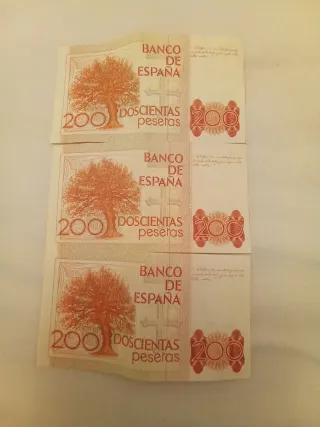 BANCO
DE
ESPAÑA
200
DOSCIENTAS
pesetas
200
BANCO
DE
ESPAÑA
200
DOSCIENTAS
pesetas
200
BANCO
DE
ESPAÑA
200
DOSCIENTAS
pesetas
200